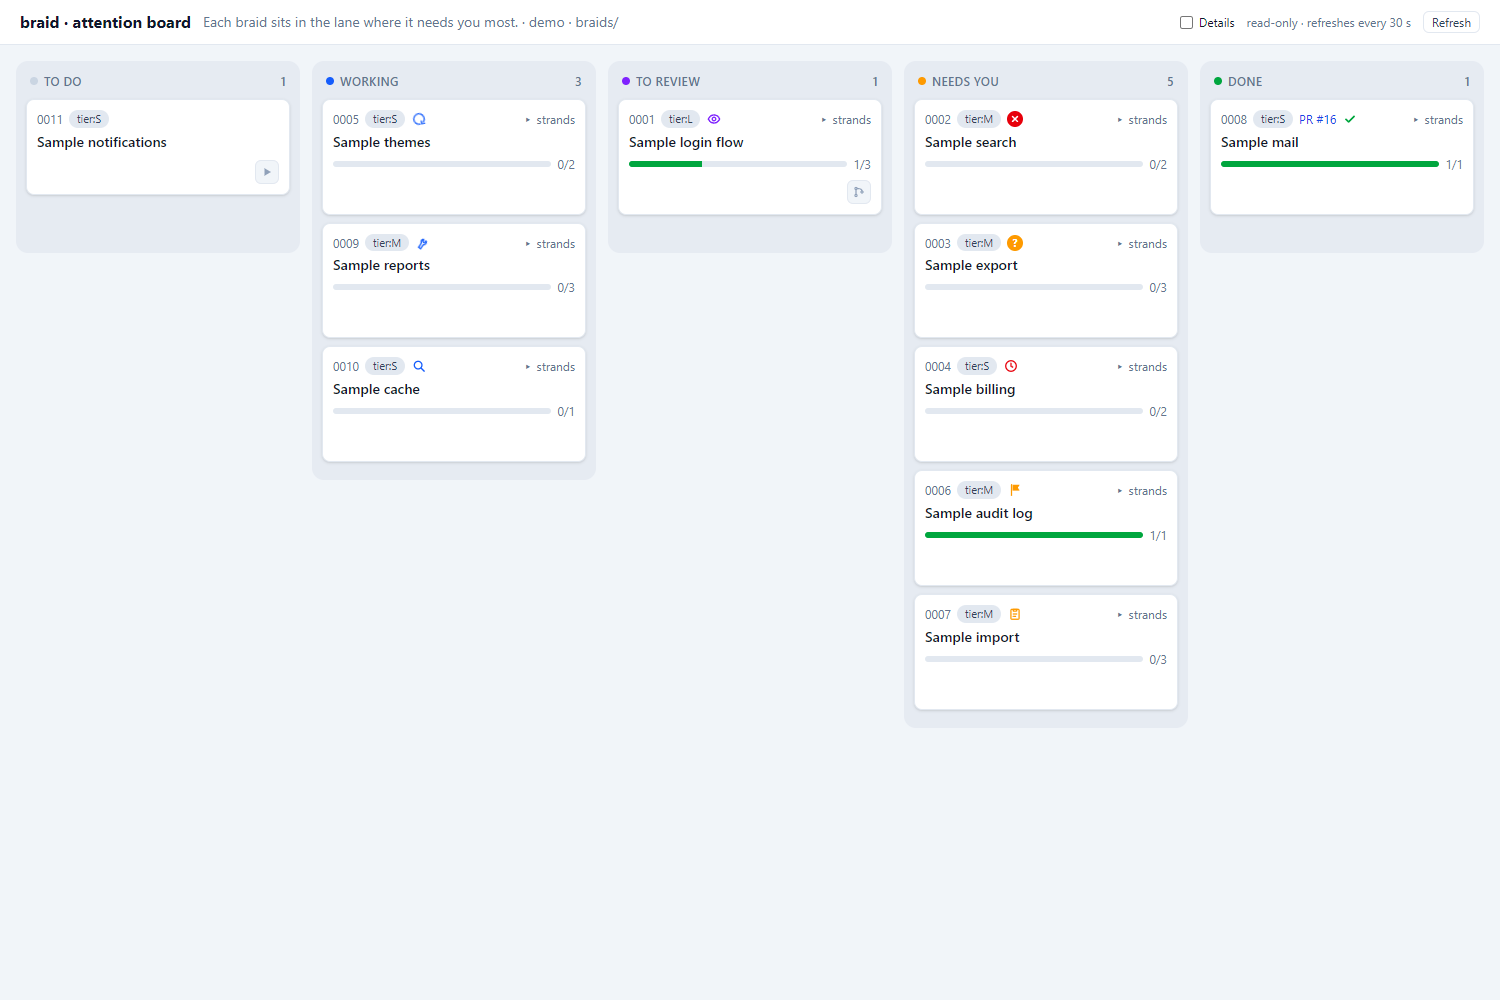 braid · attention board Each braid sits in the lane where it needs you most. · demo · braids/ Details read-only · refreshes every 30 s Refresh
TO DO 1
0011 tier:S
Sample notifications
WORKING 3
0005 tier:S ▸ strands
Sample themes
0/2
0009 tier:M ▸ strands
Sample reports
0/3
0010 tier:S ▸ strands
Sample cache
0/1
TO REVIEW 1
0001 tier:L ▸ strands
Sample login flow
1/3
NEEDS YOU 5
0002 tier:M ▸ strands
Sample search
0/2
0003 tier:M ? ▸ strands
Sample export
0/3
0004 tier:S ▸ strands
Sample billing
0/2
0006 tier:M ▸ strands
Sample audit log
1/1
0007 tier:M ▸ strands
Sample import
0/3
DONE 1
0008 tier:S PR #16 ▸ strands
Sample mail
1/1